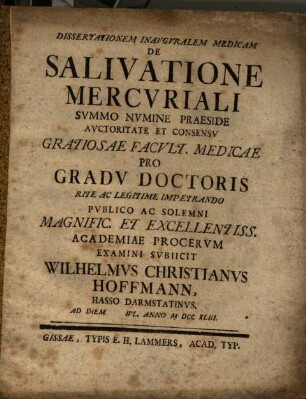 DISSERTATIONEM INAVGVRALEM MEDICAM
DE
SALIVATIONE
MERCVRIALI
SVMMO NVMINE PRAESIDE
AVCTORITATE ET CONSENSV
GRATIOSAE FACVLT. MEDICAE
PRO
GRADV DOCTORIS
RITE AC LEGITIME IMPETRANDO
PVBLICO AC SOLEMNI
MAGNIFIC. ET EXCELLENTISS.
ACADEMIAE PROCERVM
EXAMINI SVBIICIT
WILHELMVS CHRISTIANVS
HOFFMANN,
HASSO DARMSTATINVS,
AD DIEM IVL. ANNO M DCC XLIII.
GISSAE, TYPIS E. H, LAMMERS, ACAD, TYP.